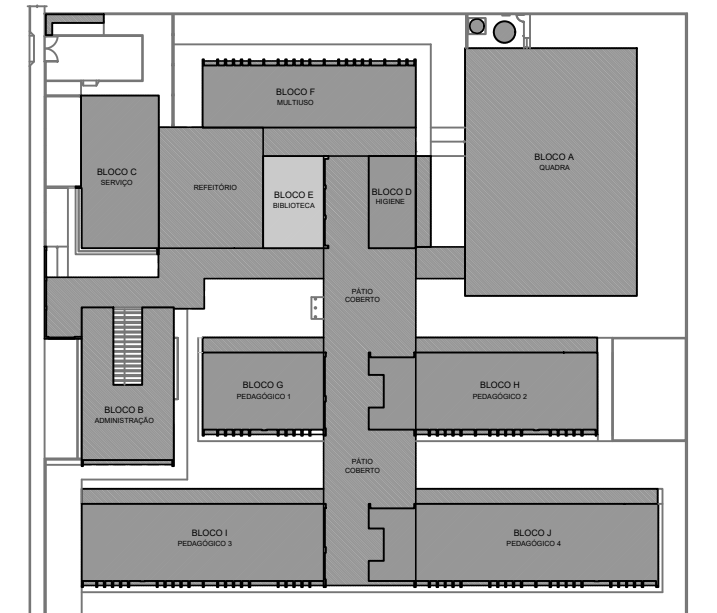 BLOCO F
MULTIUSO
BLOCO A
QUADRA
BLOCO C
SERVIÇO
REFEITÓRIO
BLOCO E
BIBLIOTECA
BLOCO D
HIGIENE
PÁTIO
COBERTO
BLOCO G
PEDAGÓGICO 1
BLOCO H
PEDAGÓGICO 2
BLOCO B
ADMINISTRAÇÃO
PÁTIO
COBERTO
BLOCO I
PEDAGÓGICO 3
BLOCO J
PEDAGÓGICO 4